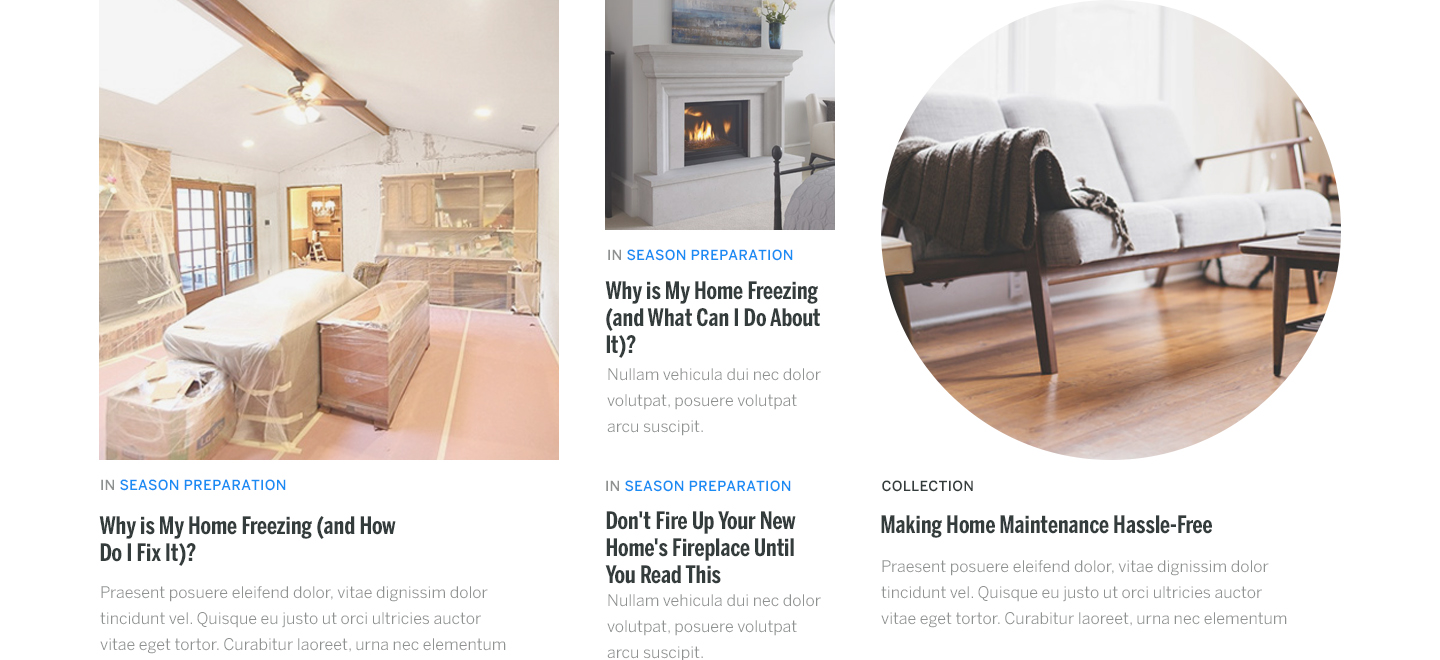 IN SEASON PREPARATION
Why is My Home Freezing (and How
Do I Fix It)?
Praesent posuere eleifend dolor, vitae dignissim dolor
tincidunt vel. Quisque eu justo ut orci ultricies auctor
vitae eget tortor. Curabitur laoreet, urna nec elementum
IN SEASON PREPARATION
Why is My Home Freezing
(and What Can I Do About
It)?
Nullam vehicula dui nec dolor
volutpat, posuere volutpat
arcu suscipit.
IN SEASON PREPARATION
Don't Fire Up Your New
Home's Fireplace Until
You Read This
Nullam vehicula dui nec dolor
volutpat, posuere volutpat
arcu suscipit.
COLLECTION
Making Home Maintenance Hassle-Free
Praesent posuere eleifend dolor, vitae dignissim dolor
tincidunt vel. Quisque eu justo ut orci ultricies auctor
vitae eget tortor. Curabitur laoreet, urna nec elementum